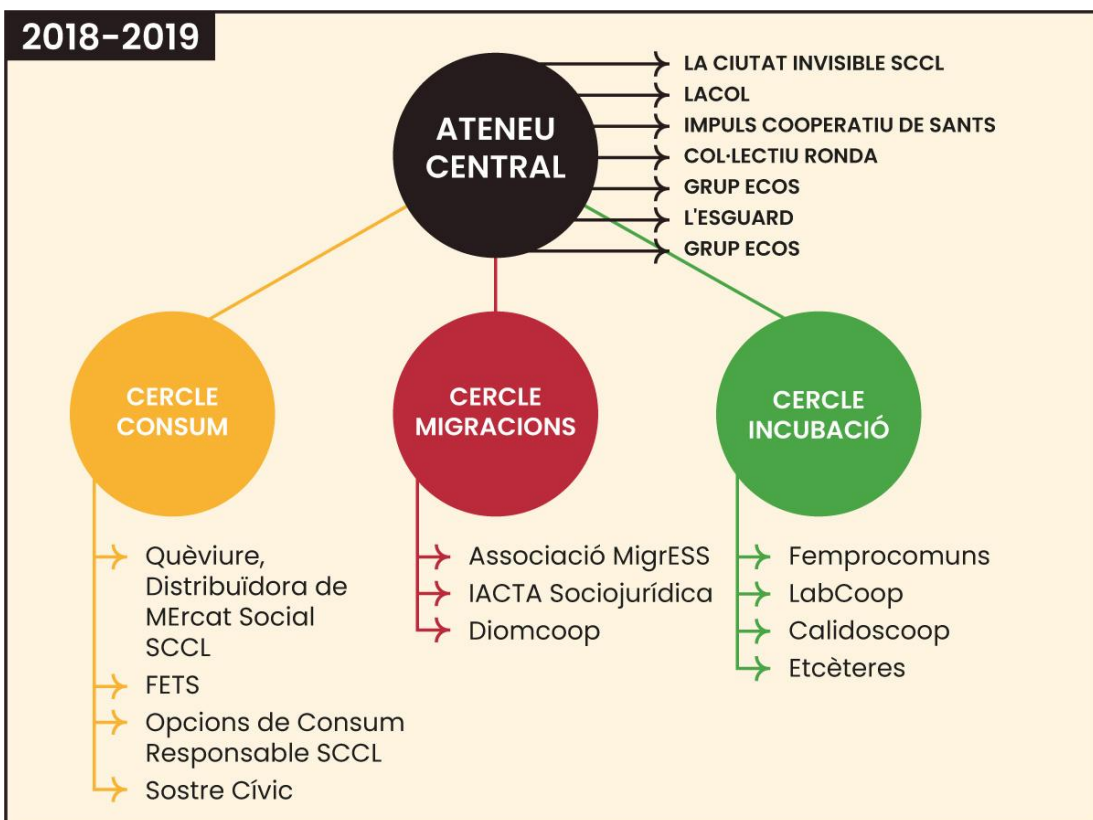 2018-2019
ATENEU
CENTRAL
LA CIUTAT INVISIBLE SCCL
LACOL
IMPULS COOPERATIU DE SANTS
COL·LECTIU RONDA
GRUP ECOS
L'ESGUARD
GRUP ECOS
CERCLE
CONSUM
Quèviure,
Distribuïdora de
MErcat Social
SCCL
FETS
Opcions de Consum
Responsable SCCL
Sostre Cívic
CERCLE
MIGRACIONS
Associació MigrESS
IACTA Sociojurídica
Diomcoop
CERCLE
INCUBACIÓ
Femprocomuns
LabCoop
Calidoscoop
Etcèteres